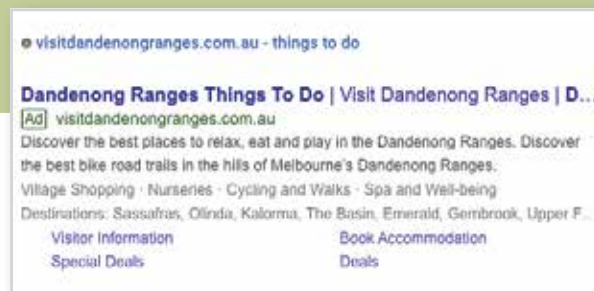 visitdandenongranges.com.au - things to do
Dandenong Ranges Things To Do | Visit Dandenong Ranges | D...
Ad visitdandenongranges.com.au
Discover the best places to relax, eat and play in the Dandenong Ranges. Discover
the best bike road trails in the hills of Melbourne's Dandenong Ranges.
Village Shopping · Nurseries · Cycling and Walks · Spa and Well-being
Destinations: Sassafras, Olinda, Kalorma, The Basin, Emerald, Gembrook, Upper F...
Visitor Information Book Accommodation
Special Deals Deals